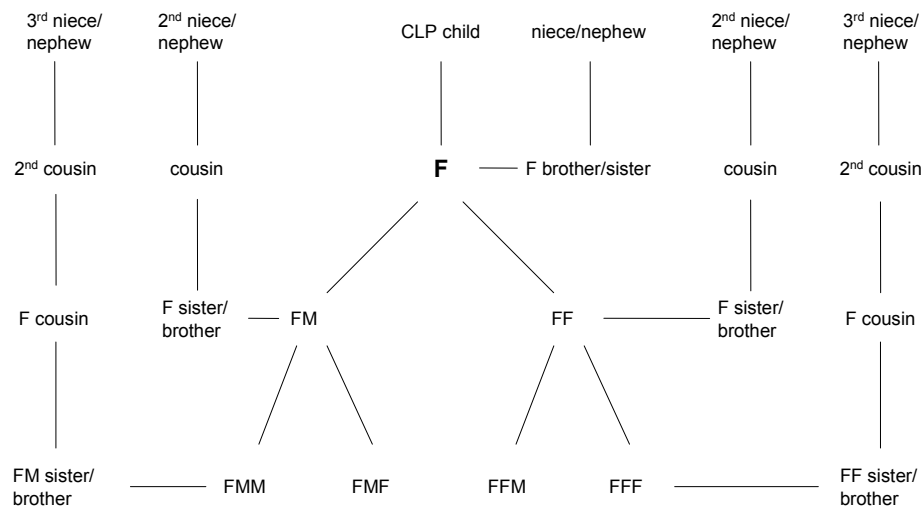 3rd niece/
nephew
2nd niece/
nephew
CLP child
niece/nephew
2nd niece/
nephew
3rd niece/
nephew
2nd cousin
cousin
F
F brother/sister
cousin
2nd cousin
F cousin
F sister/
brother
FM
FF
F sister/
brother
F cousin
FM sister/
brother
FMM
FMF
FFM
FFF
FF sister/
brother